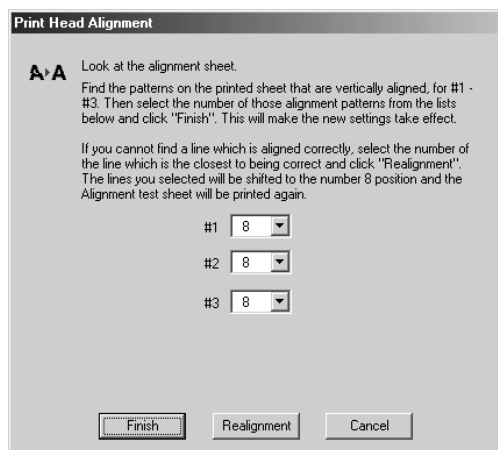 Print Head Alignment
A▸A
Look at the alignment sheet.
Find the patterns on the printed sheet that are vertically aligned, for #1 -
#3. Then select the number of those alignment patterns from the lists
below and click "Finish". This will make the new settings take effect.
If you cannot find a line which is aligned correctly, select the number of
the line which is the closest to being correct and click "Realignment".
The lines you selected will be shifted to the number 8 position and the
Alignment test sheet will be printed again.
#1 8
#2 8
#3 8
Finish Realignment Cancel